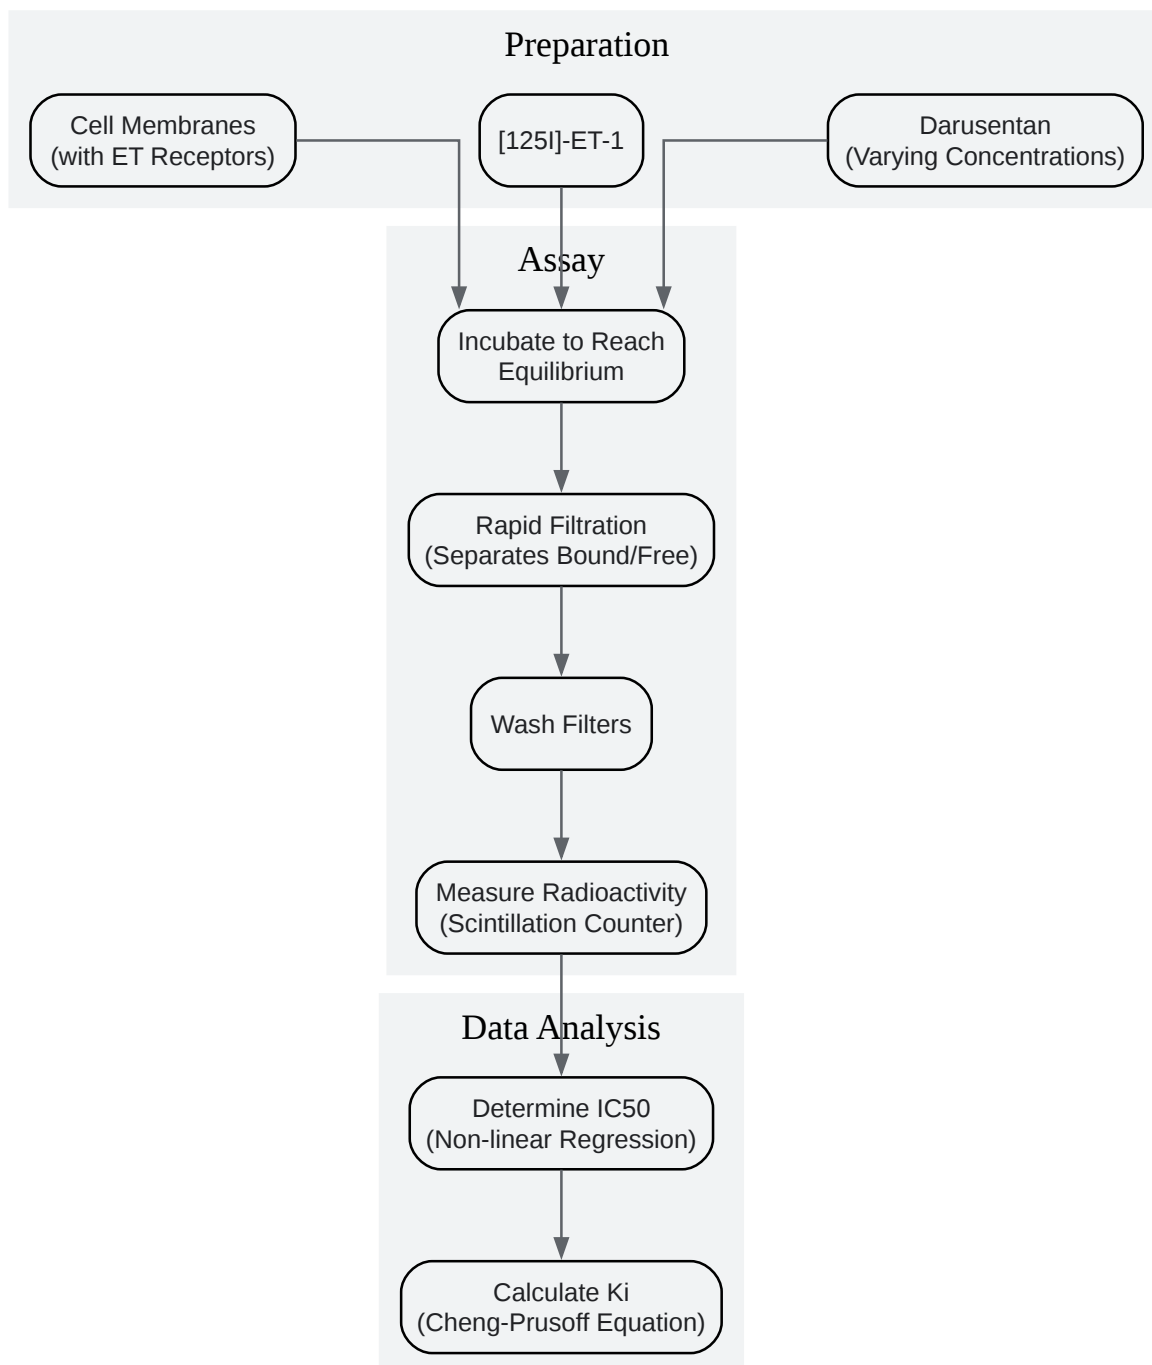 Preparation
Cell Membranes
(with ET Receptors)
[125I]-ET-1
Darusentan
(Varying Concentrations)
Assay
Incubate to Reach
Equilibrium
Rapid Filtration
(Separates Bound/Free)
Wash Filters
Measure Radioactivity
(Scintillation Counter)
Data Analysis
Determine IC50
(Non-linear Regression)
Calculate Ki
(Cheng-Prusoff Equation)